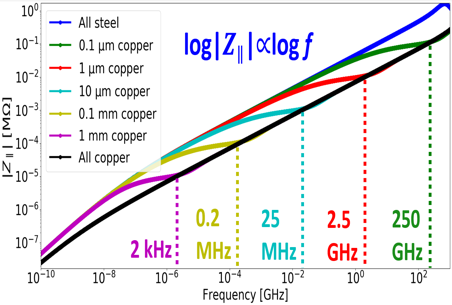 10⁰
10⁻¹
10⁻²
10⁻³
10⁻⁴
10⁻⁵
10⁻⁶
10⁻⁷
|Z∥| [MΩ]
All steel
0.1 μm copper
1 μm copper
10 μm copper
0.1 mm copper
1 mm copper
All copper
log|Z∥|∝log f
2 kHz
0.2
MHz
25
MHz
2.5
GHz
250
GHz
10⁻¹⁰
10⁻⁸
10⁻⁶
10⁻⁴
10⁻²
10⁰
10²
Frequency [GHz]